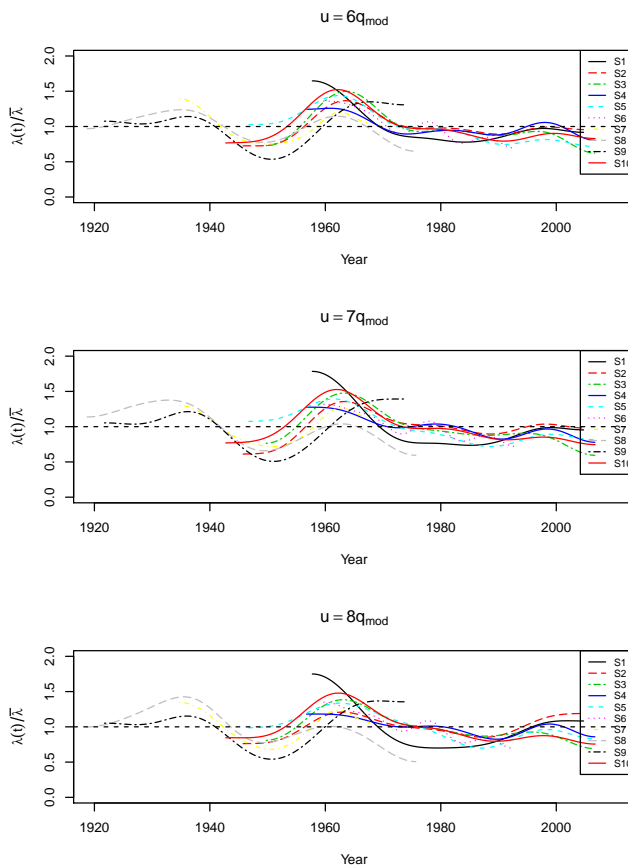 u = 6q_mod
λ(t)/λ̄
0.0 0.5 1.0 1.5 2.0
S1
S2
S3
S4
S5
S6
S7
S8
S9
S10
1920 1940 1960 1980 2000
Year
u = 7q_mod
λ(t)/λ̄
0.0 0.5 1.0 1.5 2.0
S1
S2
S3
S4
S5
S6
S7
S8
S9
S10
1920 1940 1960 1980 2000
Year
u = 8q_mod
λ(t)/λ̄
0.0 0.5 1.0 1.5 2.0
S1
S2
S3
S4
S5
S6
S7
S8
S9
S10
1920 1940 1960 1980 2000
Year